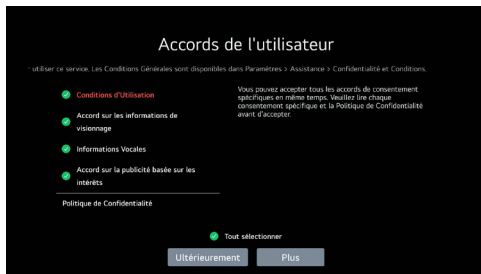 Accords de l'utilisateur
utiliser ce service. Les Conditions Générales sont disponibles dans Paramètres > Assistance > Confidentialité et Conditions.
Conditions d'Utilisation
Accord sur les informations de
visionnage
Informations Vocales
Accord sur la publicité basée sur les
intérêts
Politique de Confidentialité
Vous pouvez accepter tous les accords de consentement
spécifiques en même temps. Veuillez lire chaque
consentement spécifique et la Politique de Confidentialité
avant d'accepter.
Tout sélectionner
Ultérieurement
Plus